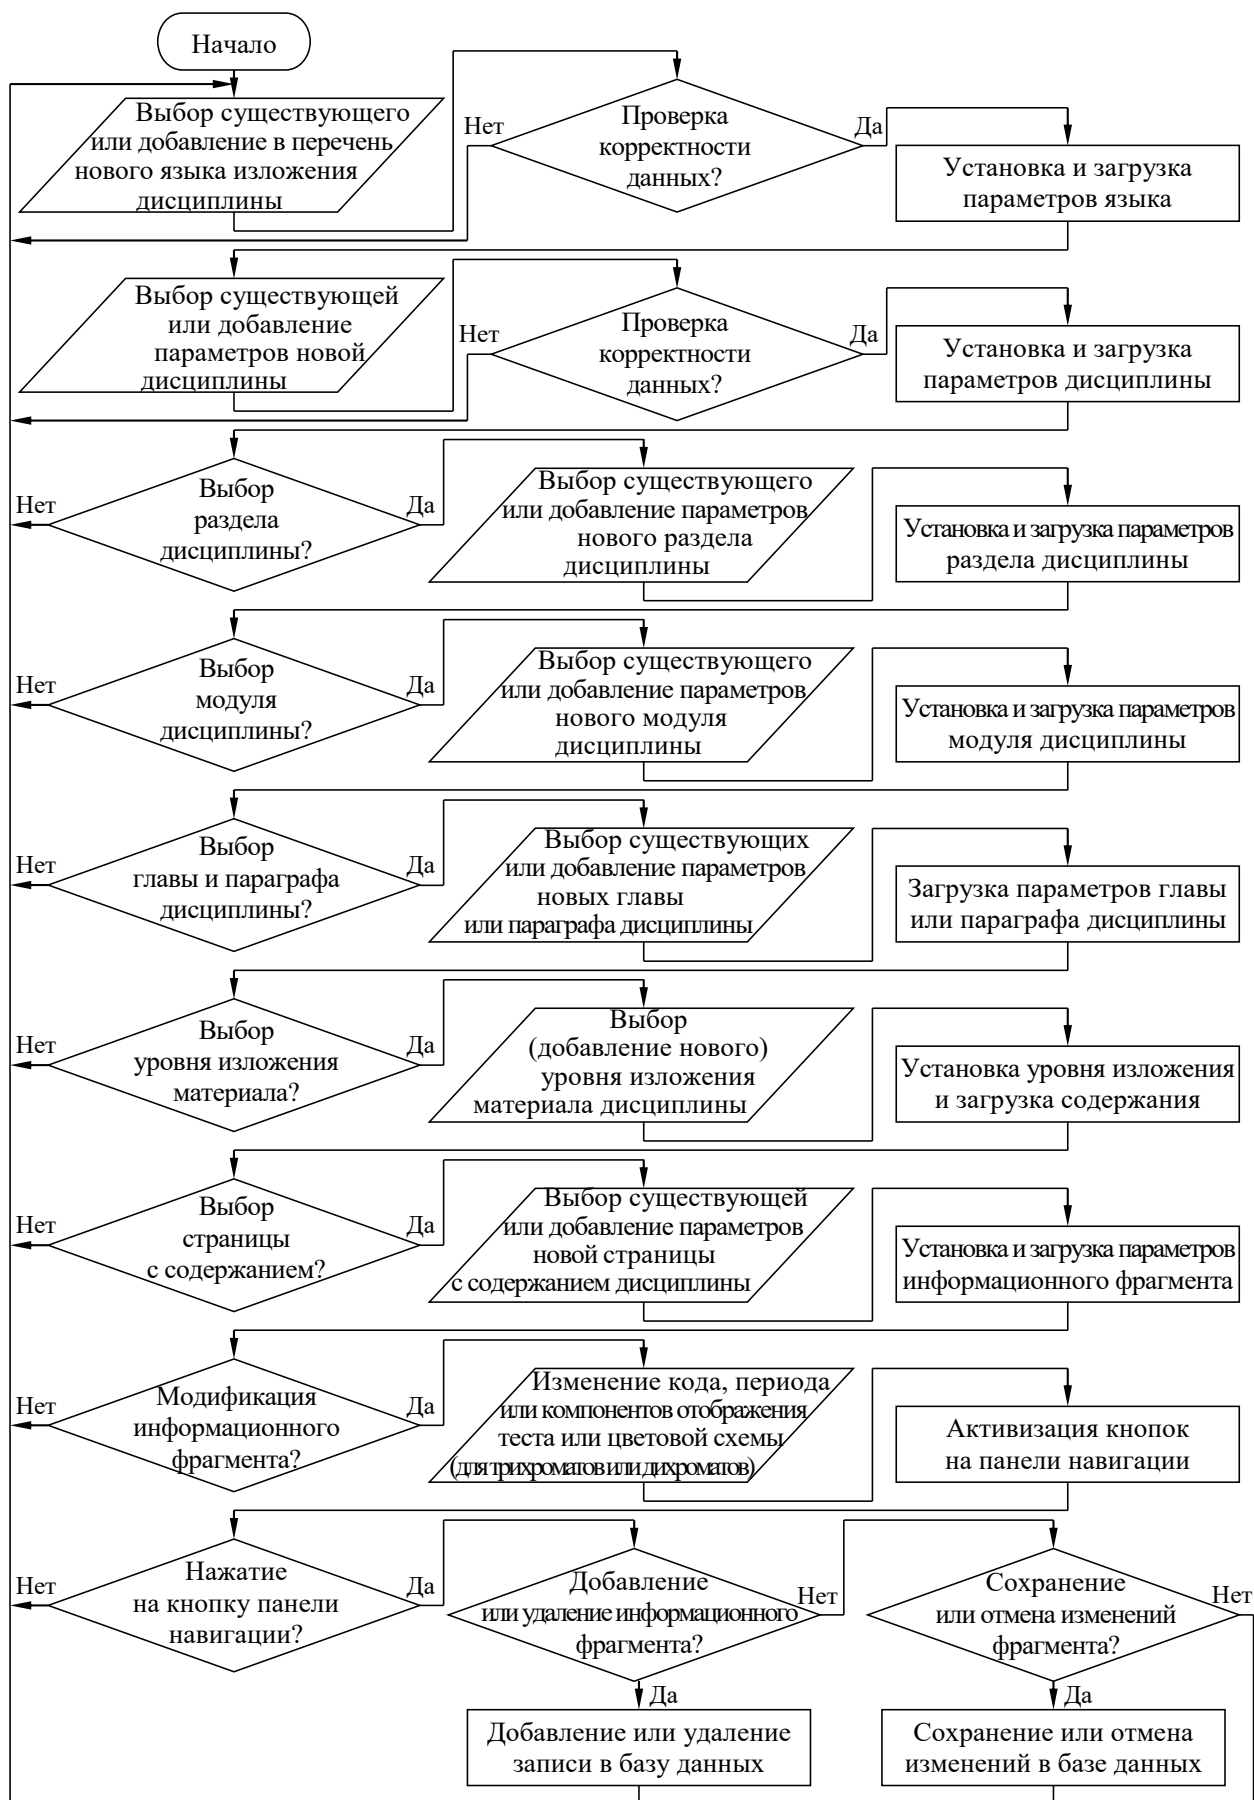 Начало
Выбор существующего
или добавление в перечень
нового языка изложения
дисциплины
Нет
Проверка
корректности
данных?
Да
Установка и загрузка
параметров языка
Выбор существующей
или добавление
параметров новой
дисциплины
Нет
Проверка
корректности
данных?
Да
Установка и загрузка
параметров дисциплины
Нет
Выбор
раздела
дисциплины?
Да
Выбор существующего
или добавление параметров
нового раздела
дисциплины
Установка и загрузка параметров
раздела дисциплины
Нет
Выбор
модуля
дисциплины?
Да
Выбор существующего
или добавление параметров
нового модуля
дисциплины
Установка и загрузка параметров
модуля дисциплины
Нет
Выбор
главы и параграфа
дисциплины?
Да
Выбор существующих
или добавление параметров
новых главы
или параграфа дисциплины
Загрузка параметров главы
или параграфа дисциплины
Нет
Выбор
уровня изложения
материала?
Да
Выбор
(добавление нового)
уровня изложения
материала дисциплины
Установка уровня изложения
и загрузка содержания
Нет
Выбор
страницы
с содержанием?
Да
Выбор существующей
или добавление параметров
новой страницы
с содержанием дисциплины
Установка и загрузка параметров
информационного фрагмента
Нет
Модификация
информационного
фрагмента?
Да
Изменение кода, периода
или компонентов отображения
теста или цветовой схемы
(для трихроматов или дихроматов)
Активизация кнопок
на панели навигации
Нет
Нажатие
на кнопку панели
навигации?
Да
Добавление
или удаление информационного
фрагмента?
Нет
Сохранение
или отмена изменений
фрагмента?
Нет
Да
Да
Добавление или удаление
записи в базу данных
Сохранение или отмена
изменений в базе данных